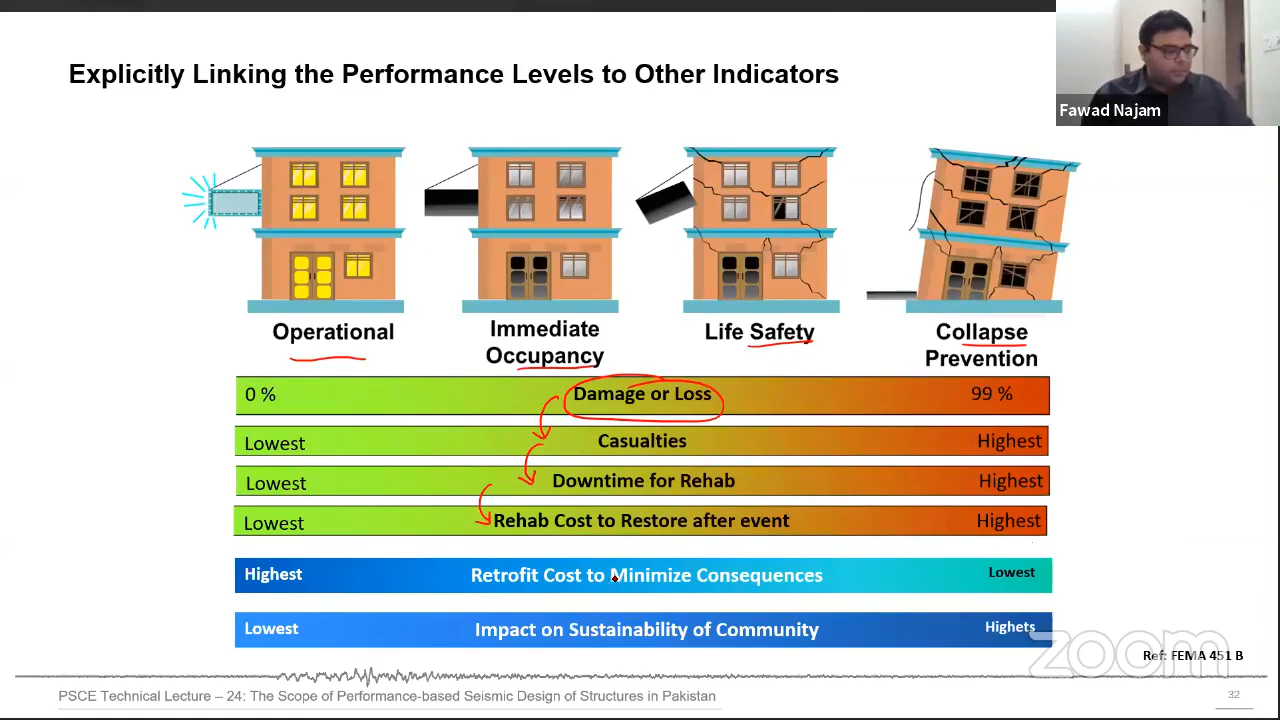 Explicitly Linking the Performance Levels to Other Indicators
Fawad Najam
Operational
Immediate
Occupancy
Life Safety
Collapse
Prevention
0 % Damage or Loss 99 %
Lowest Casualties Highest
Lowest Downtime for Rehab Highest
Lowest Rehab Cost to Restore after event Highest
Highest Retrofit Cost to Minimize Consequences Lowest
Lowest Impact on Sustainability of Community Highets
zoom
Ref: FEMA 451 B
PSCE Technical Lecture – 24: The Scope of Performance-based Seismic Design of Structures in Pakistan
32